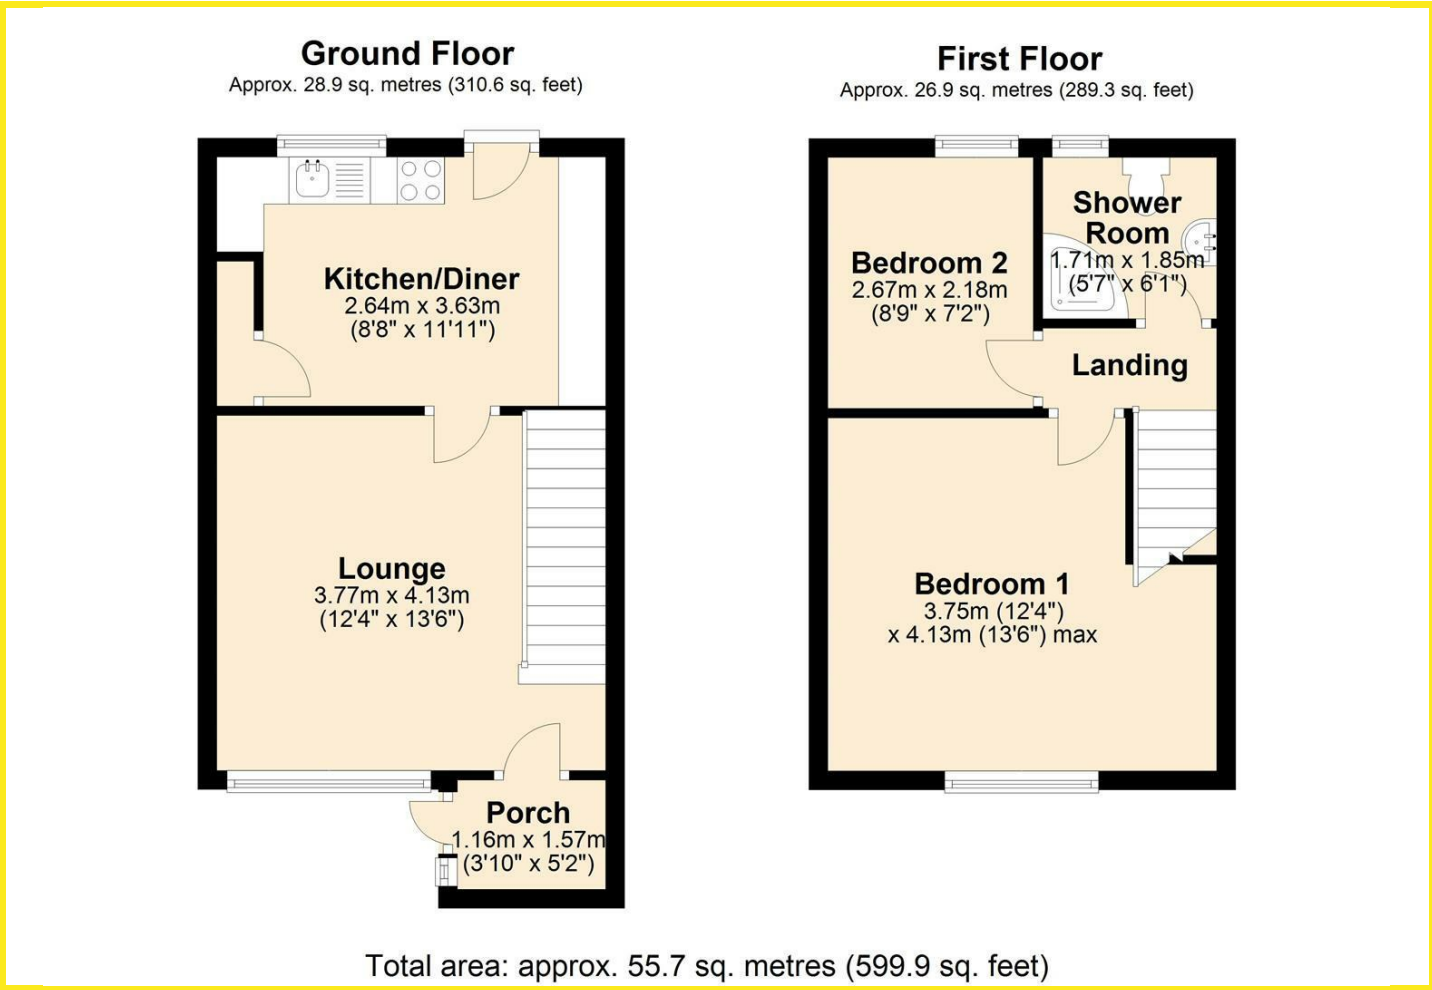 Ground Floor
Approx. 28.9 sq. metres (310.6 sq. feet)
Kitchen/Diner
2.64m x 3.63m
(8'8" x 11'11")
Lounge
3.77m x 4.13m
(12'4" x 13'6")
Porch
1.16m x 1.57m
(3'10" x 5'2")
First Floor
Approx. 26.9 sq. metres (289.3 sq. feet)
Shower
Room
1.71m x 1.85m
(5'7" x 6'1")
Bedroom 2
2.67m x 2.18m
(8'9" x 7'2")
Landing
Bedroom 1
3.75m (12'4")
x 4.13m (13'6") max
Total area: approx. 55.7 sq. metres (599.9 sq. feet)